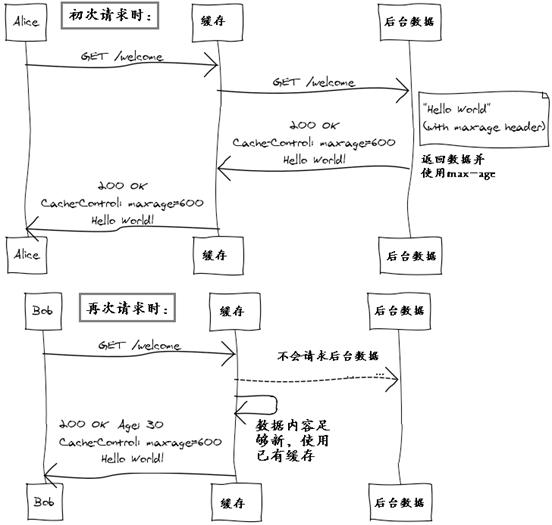 初次请求时：
Alice
缓存
后台数据
GET /welcome
GET /welcome
"Hello World"
(with max-age header)
200 OK
Cache-Control: max-age=600
Hello World!
返回数据并
使用max-age
200 OK
Cache-Control: max-age=600
Hello World!
Alice
缓存
后台数据
再次请求时：
Bob
缓存
后台数据
GET /welcome
不会请求后台数据
...
数据内容足
够新，使用
已有缓存
200 OK Age: 30
Cache-Control: max-age=600
Hello World!
Bob
缓存
后台数据